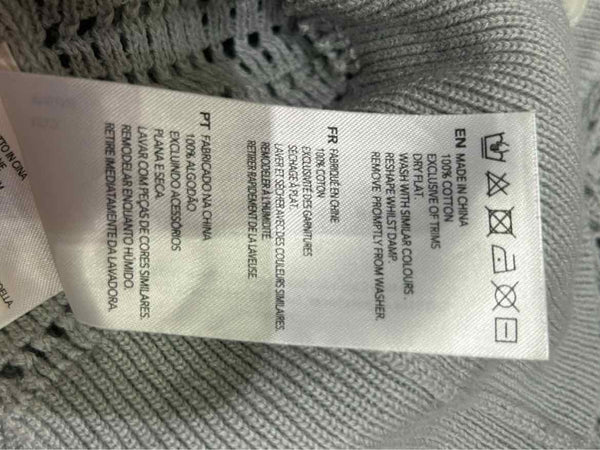 EN MADE IN CHINA
100% COTTON
EXCLUSIVE OF TRIMS
DRY FLAT.
WASH WITH SIMILAR COLOURS.
RESHAPE WHILST DAMP.
REMOVE PROMPTLY FROM WASHER.
FR FABRIQUÉ EN CHINE
100% COTON
EXCLUSIVITÉ DES GARNITURES
SÉCHAGE À PLAT
LAVER ET SÉCHER AVEC DES COULEURS SIMILAIRES.
REMODELER À L'HUMIDITÉ
RETIRER RAPIDEMENT DE LA LAVEUSE.
PT FABRICADO NA CHINA
100% ALGODÃO
EXCLUINDO ACESSÓRIOS
PLANA E SECA
LAVAR COM PEÇAS DE CORES SIMILARES.
REMODELAR ENQUANTO HÚMIDO.
RETIRE IMEDIATAMENTE DA LAVADORA.